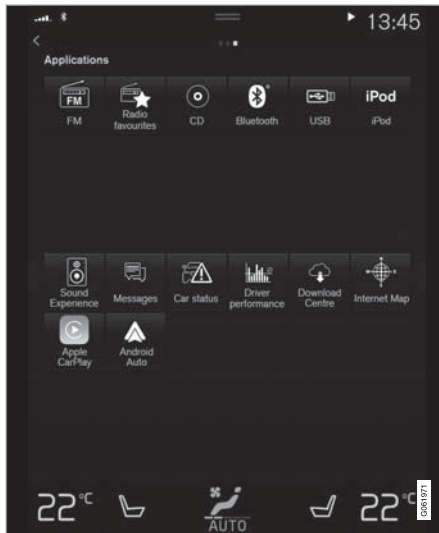 13:45
Applications
FM
iPod
FM
Radio
favourites
CD
Bluetooth
USB
iPod
Sound
Experience
Messages
Car status
Driver
performance
Download
Centre
Internet Map
Apple
CarPlay
Android
Auto
22°C
AUTO
22°C
G061971